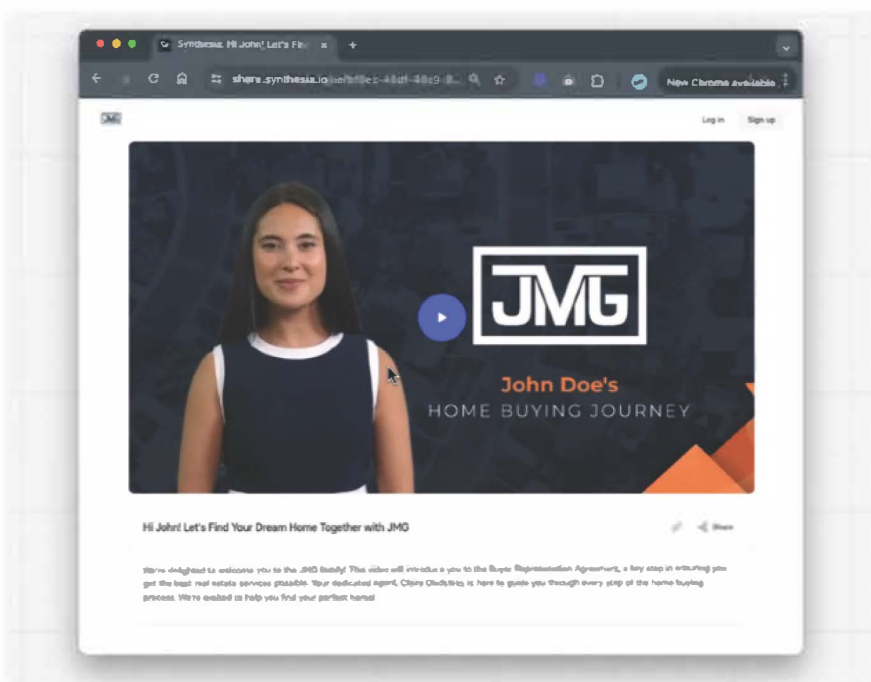 Synthesia. Hi John! Let's Fi
share.synthesia.io
New Chrome Available
JMG
Log in
Sign up
JMG
John Doe's
HOME BUYING JOURNEY
Hi John! Let's Find Your Dream Home Together with JMG
Share
We're delighted to welcome you to the JMG family! This video will introduce you to the Buyer Representation Agreement, a key step in ensuring you
get the best real estate services possible. Your dedicated agent, is here to guide you through every step of the home buying
process. We're excited to help you find your perfect home!